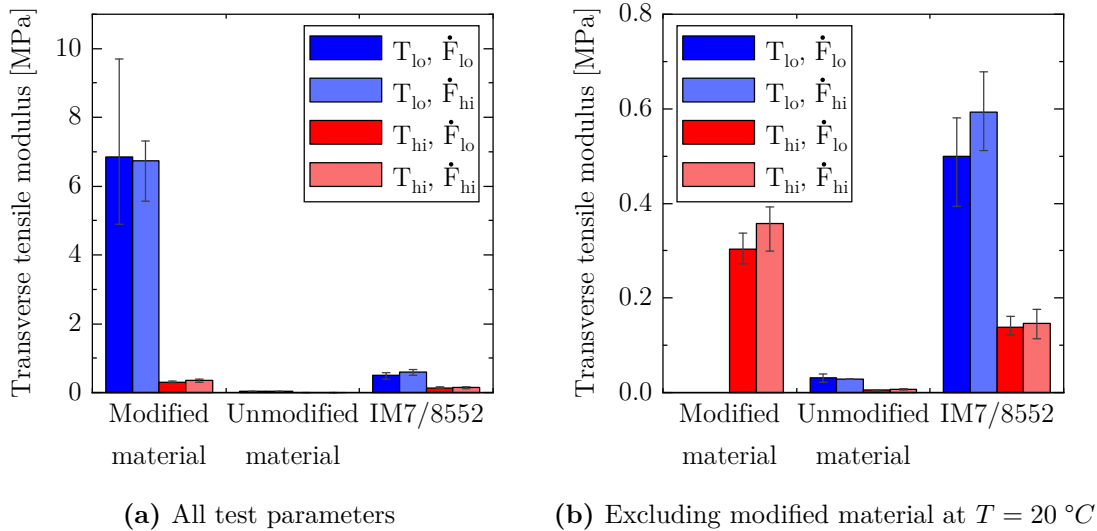 Transverse tensile modulus [MPa]
10
8
6
4
2
0
T_lo, Ḟ_lo
T_lo, Ḟ_hi
T_hi, Ḟ_lo
T_hi, Ḟ_hi
Modified material
Unmodified material
IM7/8552
(a) All test parameters
Transverse tensile modulus [MPa]
0.8
0.6
0.4
0.2
0.0
T_lo, Ḟ_lo
T_lo, Ḟ_hi
T_hi, Ḟ_lo
T_hi, Ḟ_hi
Modified material
Unmodified material
IM7/8552
(b) Excluding modified material at T = 20 °C